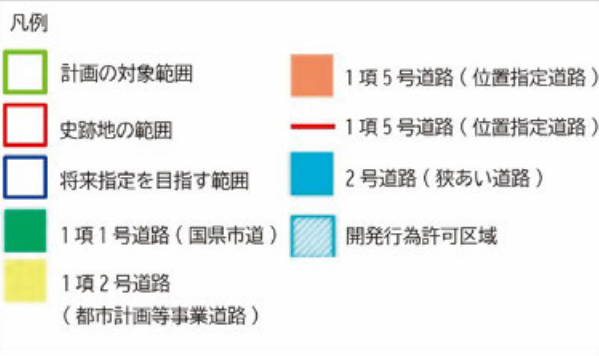 凡例
計画の対象範囲
史跡地の範囲
将来指定を目指す範囲
1項1号道路(国県市道)
1項2号道路
(都市計画等事業道路)
1項5号道路(位置指定道路)
1項5号道路(位置指定道路)
2号道路(狭あい道路)
開発行為許可区域